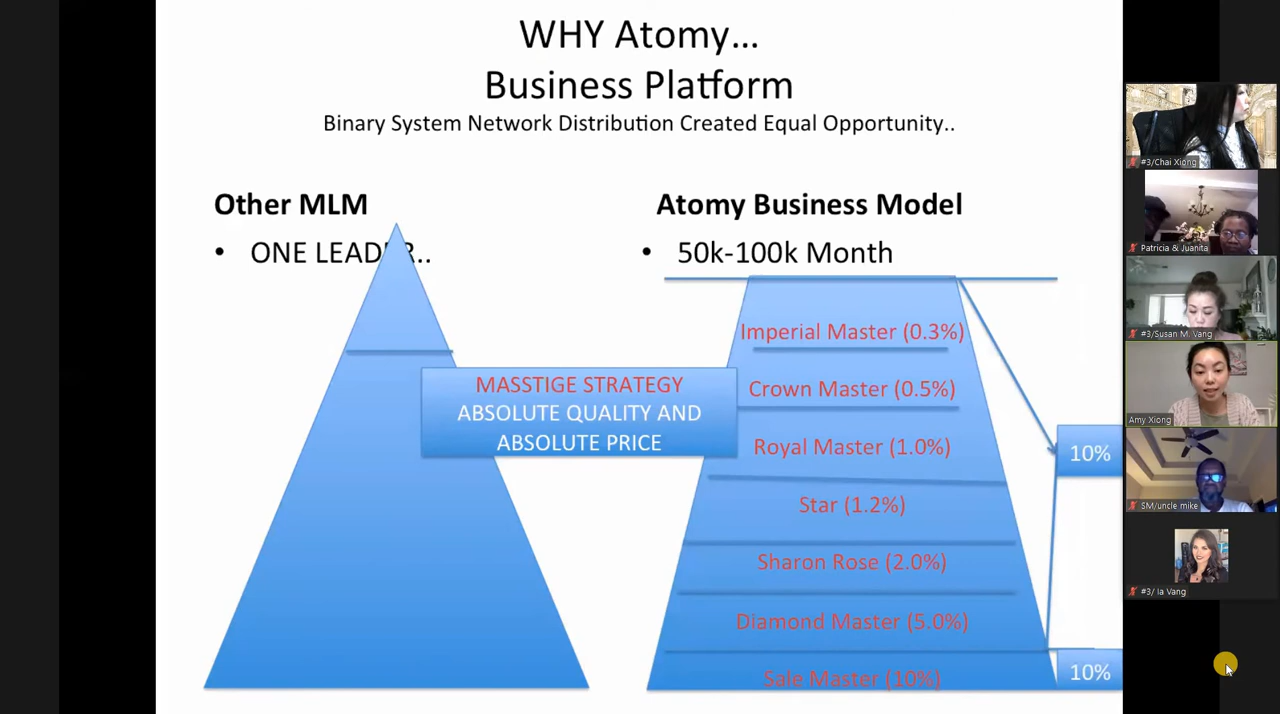 WHY Atomy...
Business Platform
Binary System Network Distribution Created Equal Opportunity..
Other MLM
• ONE LEADER..
MASSTIGE STRATEGY
ABSOLUTE QUALITY AND
ABSOLUTE PRICE
Atomy Business Model
• 50k-100k Month
Imperial Master (0.3%)
Crown Master (0.5%)
Royal Master (1.0%)
Star (1.2%)
Sharon Rose (2.0%)
Diamond Master (5.0%)
Sale Master (10%)
10%
10%
#3/Chai Xiong
Patricia & Juanita
#3/Susan M. Vang
Amy Xiong
SM/uncle mike
#3/ Ia Vang